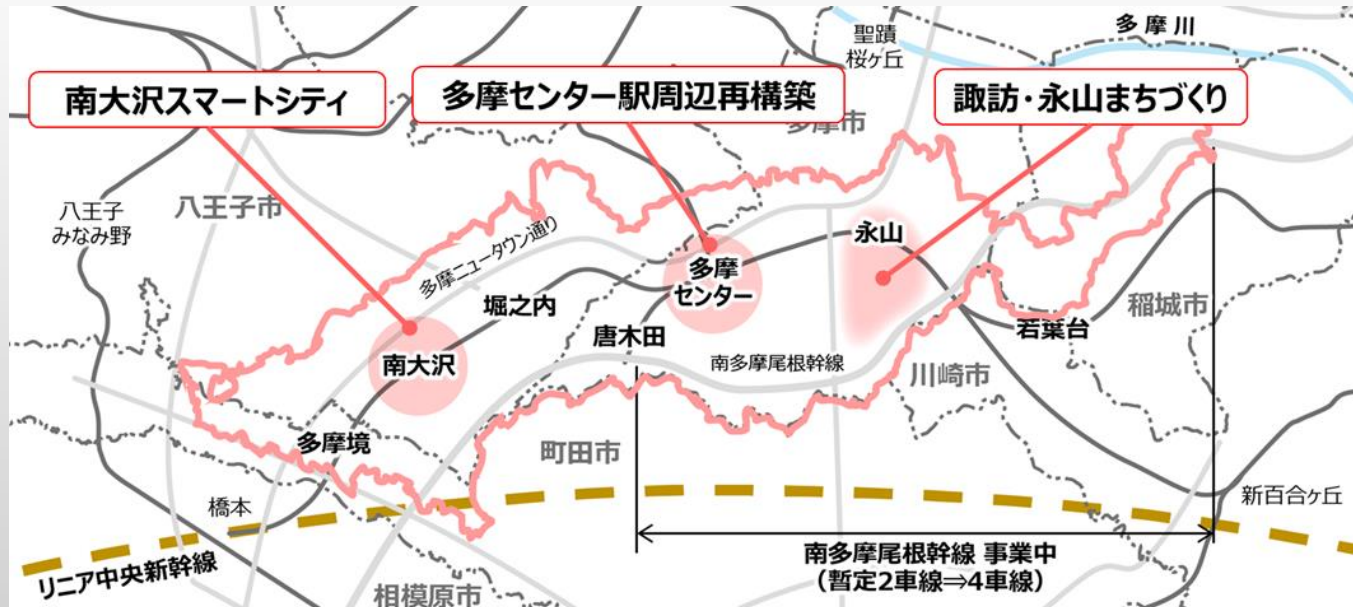 多摩川
聖蹟
桜ヶ丘
南大沢スマートシティ
多摩センター駅周辺再構築
諏訪・永山まちづくり
多摩市
八王子市
八王子
みなみ野
多摩ニュータウン通り
永山
多摩
センター
堀之内
稲城市
若葉台
唐木田
南大沢
南多摩尾根幹線
川崎市
多摩境
町田市
橋本
新百合ヶ丘
リニア中央新幹線
南多摩尾根幹線 事業中
（暫定2車線⇒4車線）
相模原市